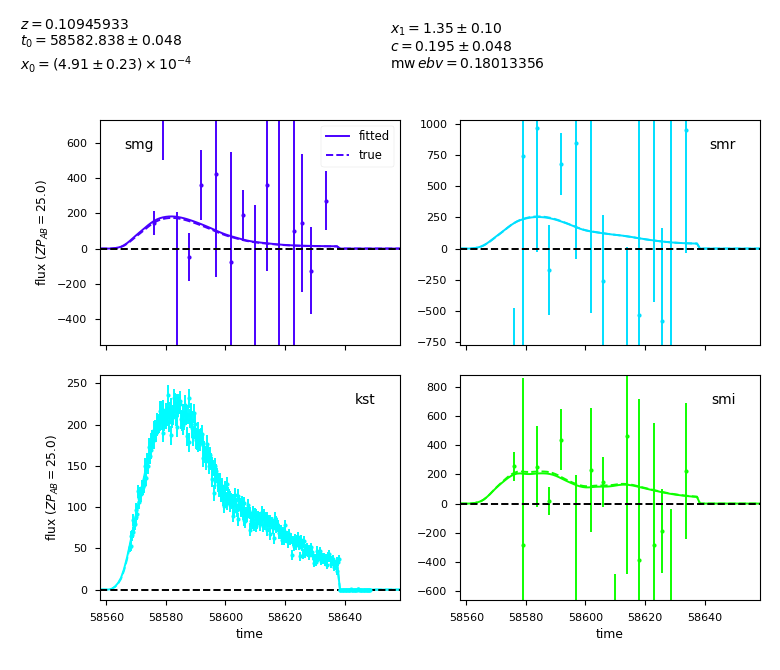 z = 0.10945933
t₀ = 58582.838 ± 0.048
x₀ = (4.91 ± 0.23) × 10⁻⁴
x₁ = 1.35 ± 0.10
c = 0.195 ± 0.048
mw ebv = 0.18013356
smg
fitted
true
600
400
200
0
−200
−400
flux (ZP_AB = 25.0)
smr
1000
750
500
250
0
−250
−500
−750
kst
250
200
150
100
50
0
flux (ZP_AB = 25.0)
58560 58580 58600 58620 58640
time
smi
800
600
400
200
0
−200
−400
−600
58560 58580 58600 58620 58640
time